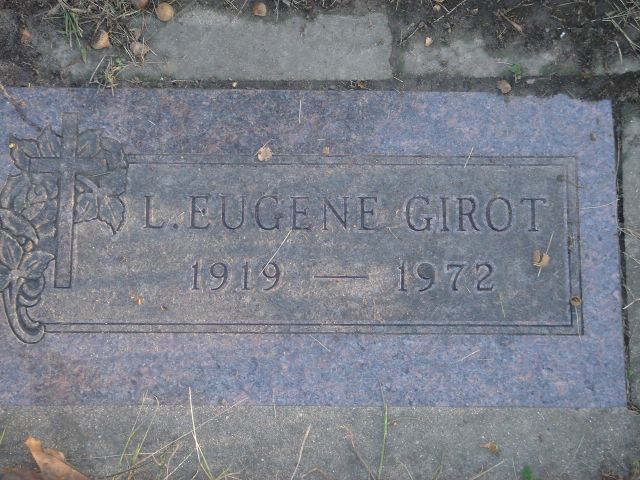 L. EUGENE GIROT
1919 — 1972